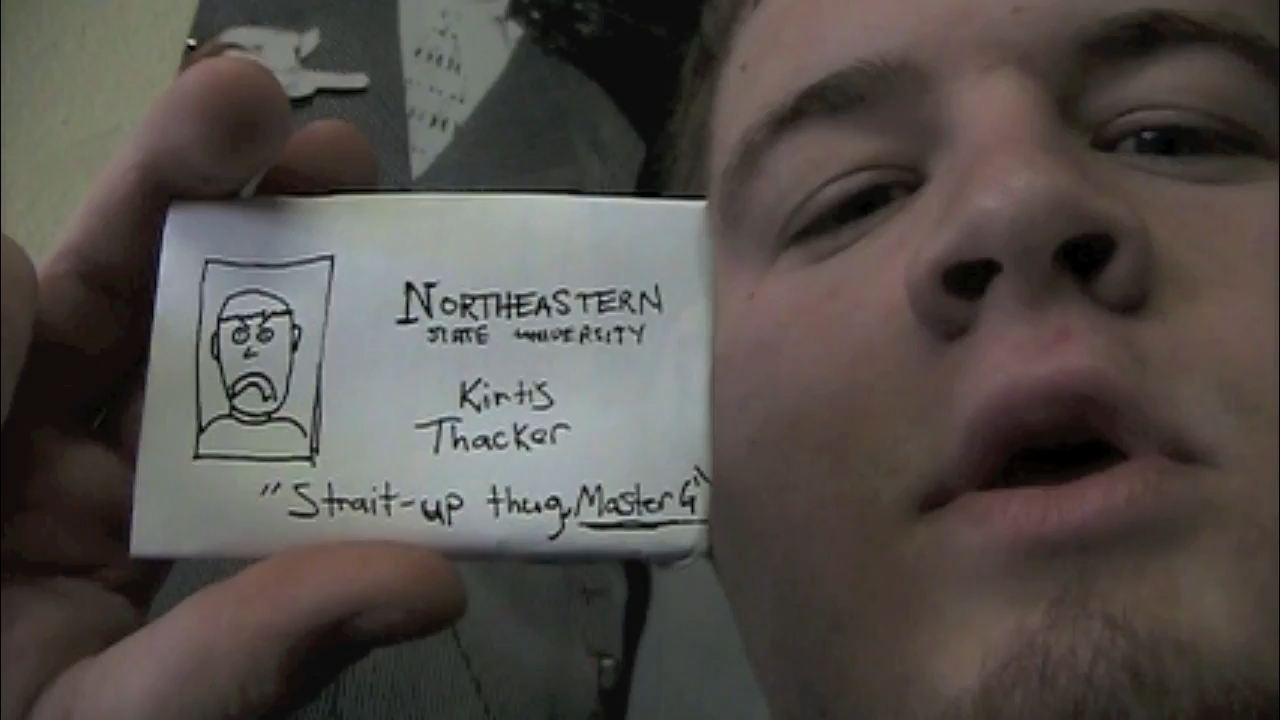 NORTHEASTERN
STATE UNIVERSITY
Kirtis
Thacker
"Strait-up thug, Master G"